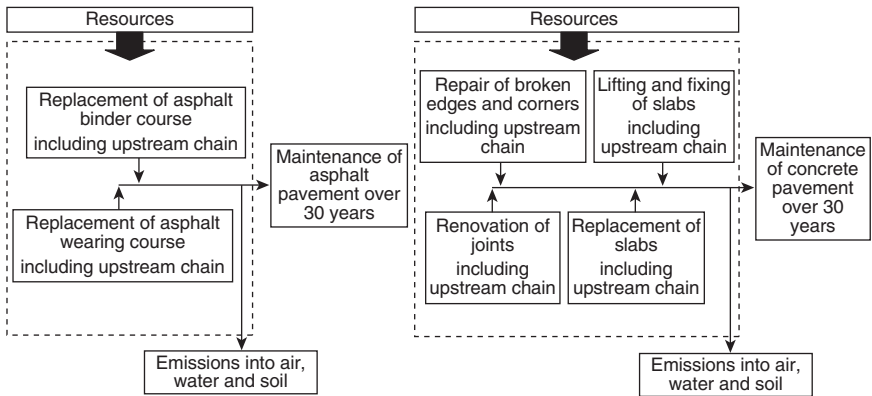 Resources
Replacement of asphalt
binder course
including upstream chain
Maintenance of
asphalt
pavement over
30 years
Replacement of asphalt
wearing course
including upstream chain
Emissions into air,
water and soil
Resources
Repair of broken
edges and corners
including upstream
chain
Lifting and fixing
of slabs
including
upstream chain
Maintenance
of concrete
pavement
over 30
years
Renovation of
joints
including
upstream chain
Replacement of
slabs
including
upstream chain
Emissions into air,
water and soil